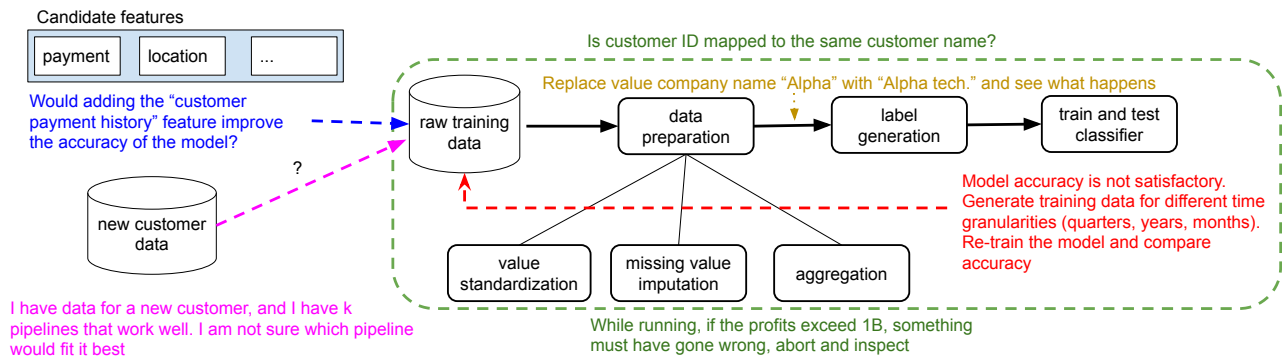 Candidate features
payment
location
...
Is customer ID mapped to the same customer name?
Replace value company name “Alpha” with “Alpha tech.” and see what happens
Would adding the “customer
payment history” feature improve
the accuracy of the model?
raw training
data
data
preparation
label
generation
train and test
classifier
?
new customer
data
Model accuracy is not satisfactory.
Generate training data for different time
granularities (quarters, years, months).
Re-train the model and compare
accuracy
value
standardization
missing value
imputation
aggregation
I have data for a new customer, and I have k
pipelines that work well. I am not sure which pipeline
would fit it best
While running, if the profits exceed 1B, something
must have gone wrong, abort and inspect